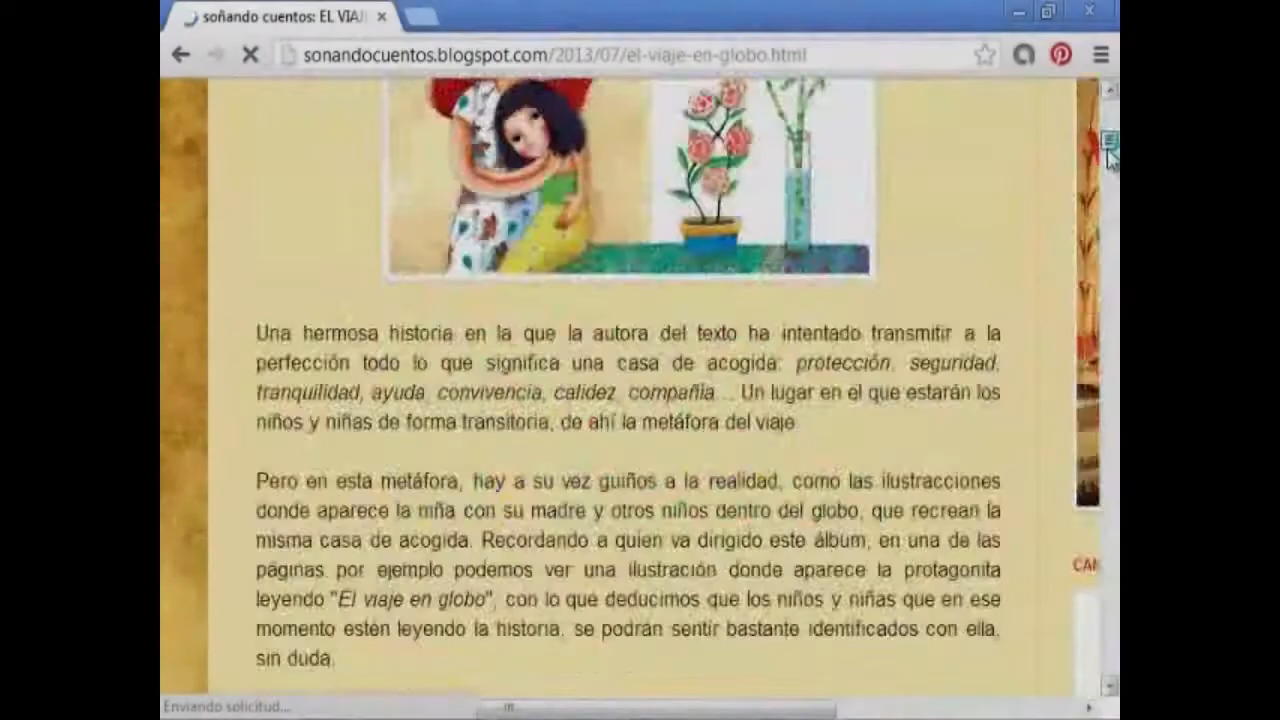 soñando cuentos: EL VIAJ
sonandocuentos.blogspot.com/2013/07/el-viaje-en-globo.html
Una hermosa historia en la que la autora del texto ha intentado transmitir a la
perfección todo lo que significa una casa de acogida: protección, seguridad,
tranquilidad, ayuda, convivencia, calidez, compañía... Un lugar en el que estarán los
niños y niñas de forma transitoria, de ahí la metáfora del viaje.
Pero en esta metáfora, hay a su vez guiños a la realidad, como las ilustracciones
donde aparece la niña con su madre y otros niños dentro del globo, que recrean la
misma casa de acogida. Recordando a quien va dirigido este álbum, en una de las
páginas por ejemplo podemos ver una ilustración donde aparece la protagonita
leyendo "El viaje en globo", con lo que deducimos que los niños y niñas que en ese
momento estén leyendo la historia, se podrán sentir bastante identificados con ella,
sin duda.
CAN
Enviando solicitud...